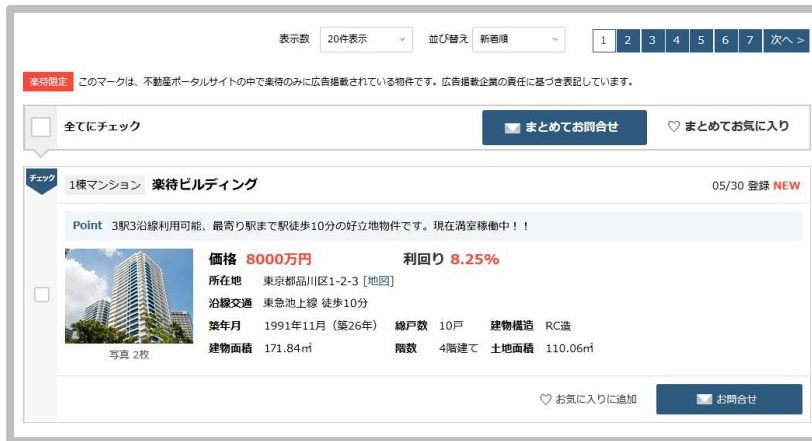 表示数 20件表示 並び替え 新着順 1 2 3 4 5 6 7 次へ >
楽待限定 このマークは、不動産ポータルサイトの中で楽待のみに広告掲載されている物件です。広告掲載企業の責任に基づき表記しています。
全てにチェック まとめてお問合せ ♡ まとめてお気に入り
チェック
1棟マンション 楽待ビルディング 05/30 登録 NEW
Point 3駅3沿線利用可能、最寄り駅まで駅徒歩10分の好立地物件です。現在満室稼働中！！
価格 8000万円 利回り 8.25%
所在地 東京都品川区1-2-3 [地図]
沿線交通 東急池上線 徒歩10分
築年月 1991年11月（築26年） 総戸数 10戸 建物構造 RC造
建物面積 171.84㎡ 階数 4階建て 土地面積 110.06㎡
写真 2枚
♡ お気に入りに追加 お問合せ